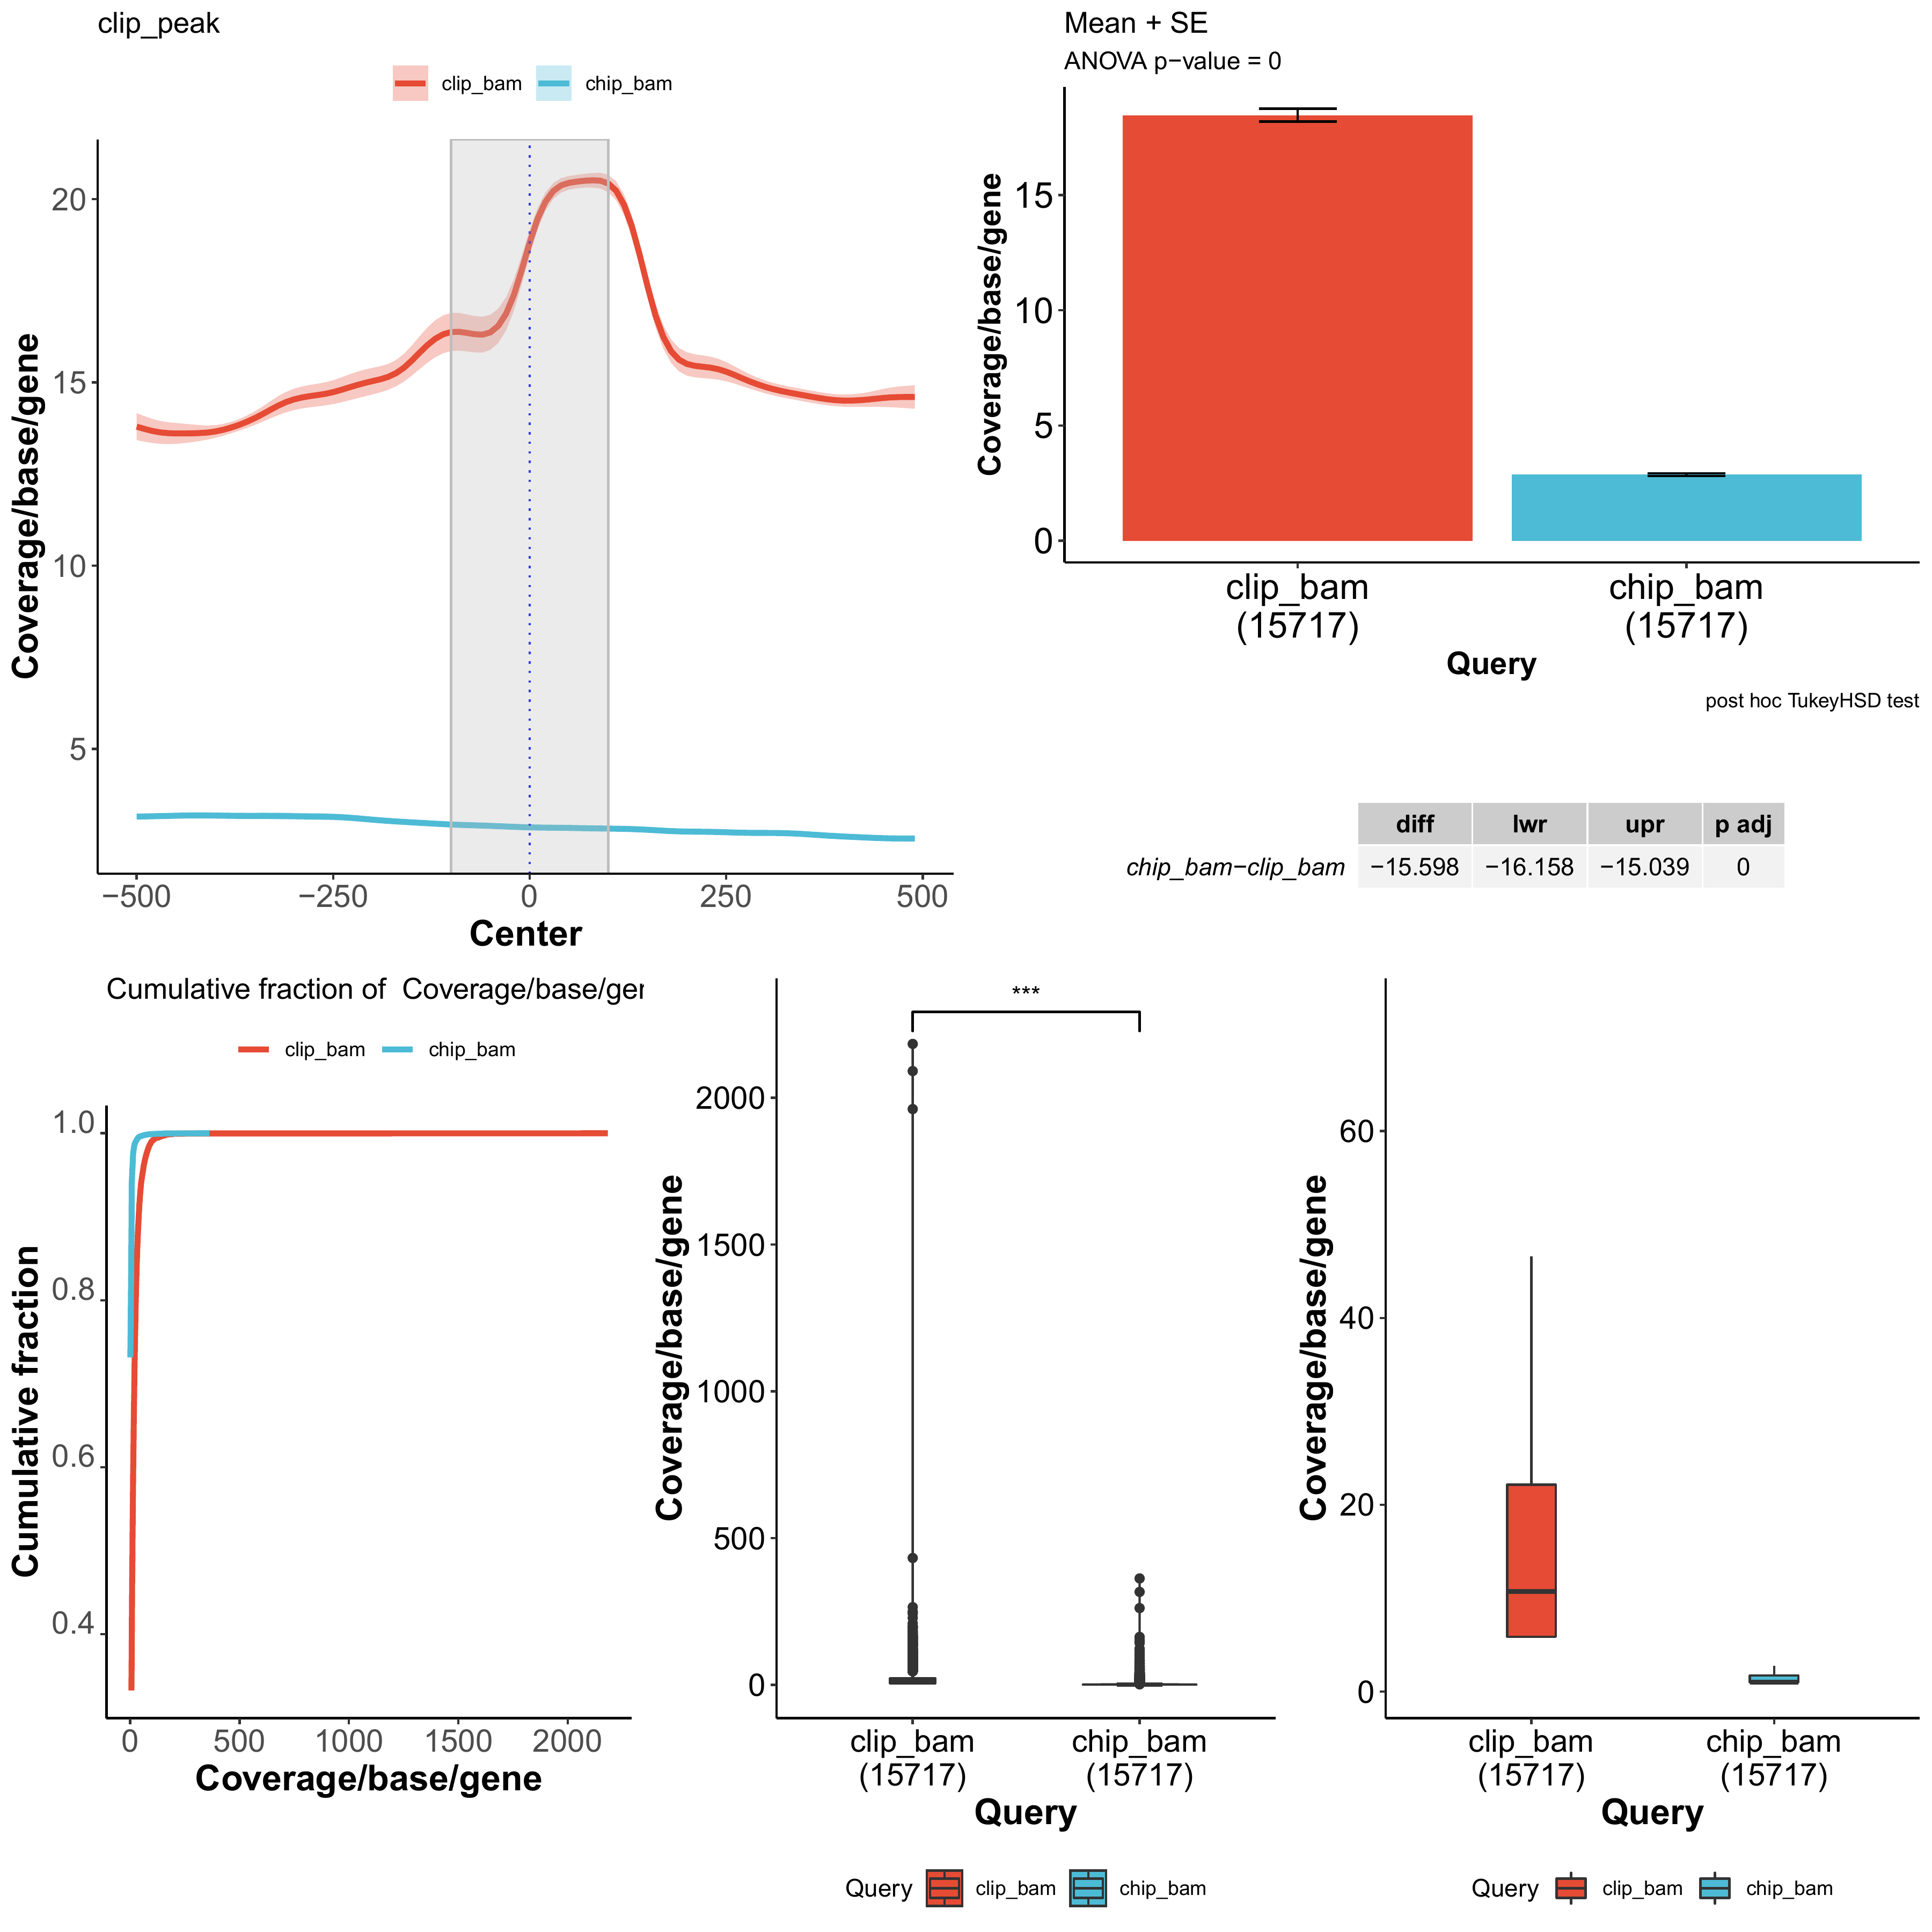 clip_peak
clip_bam chip_bam
20
15
10
5
Coverage/base/gene
−500 −250 0 250 500
Center
Mean + SE
ANOVA p−value = 0
15
10
5
0
Coverage/base/gene
clip_bam chip_bam
(15717) (15717)
Query
post hoc TukeyHSD test
diff lwr upr p adj
chip_bam−clip_bam −15.598 −16.158 −15.039 0
Cumulative fraction of Coverage/base/ger
clip_bam chip_bam
1.0
0.8
0.6
0.4
Cumulative fraction
0 500 1000 1500 2000
Coverage/base/gene
***
2000
1500
1000
500
0
Coverage/base/gene
clip_bam chip_bam
(15717) (15717)
Query
Query clip_bam chip_bam
60
40
20
0
Coverage/base/gene
clip_bam chip_bam
(15717) (15717)
Query
Query clip_bam chip_bam